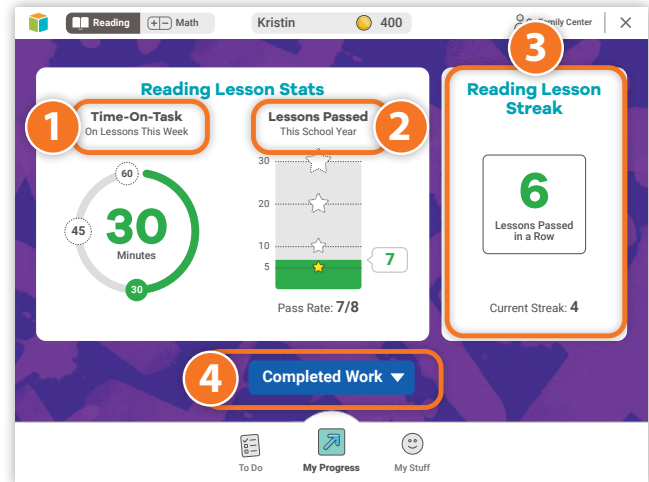 Reading
Math
Kristin
400
Family Center
3
Reading Lesson Stats
1
Time-On-Task
On Lessons This Week
60
45
30
Minutes
30
Lessons Passed
This School Year
2
30
20
10
5
7
Pass Rate: 7/8
Reading Lesson
Streak
6
Lessons Passed
in a Row
Current Streak: 4
4
Completed Work
To Do
My Progress
My Stuff